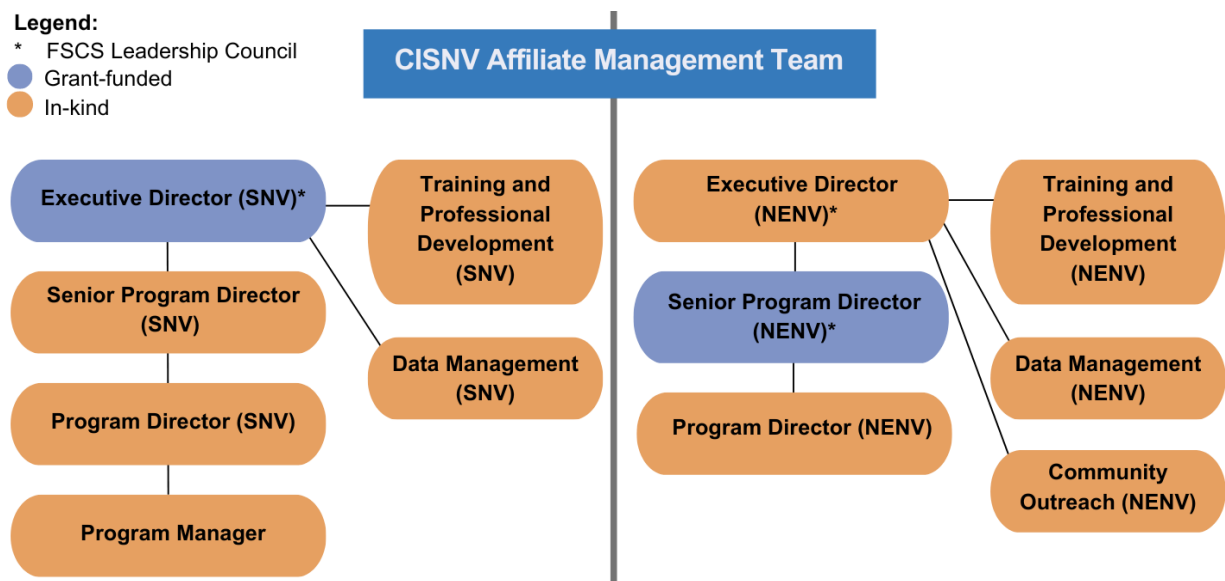 Legend:
* FSCS Leadership Council
Grant-funded
In-kind
CISNV Affiliate Management Team
Executive Director (SNV)*
Training and
Professional
Development
(SNV)
Senior Program Director
(SNV)
Data Management
(SNV)
Program Director (SNV)
Program Manager
Executive Director
(NENV)*
Training and
Professional
Development
(NENV)
Senior Program Director
(NENV)*
Data Management
(NENV)
Program Director (NENV)
Community
Outreach (NENV)